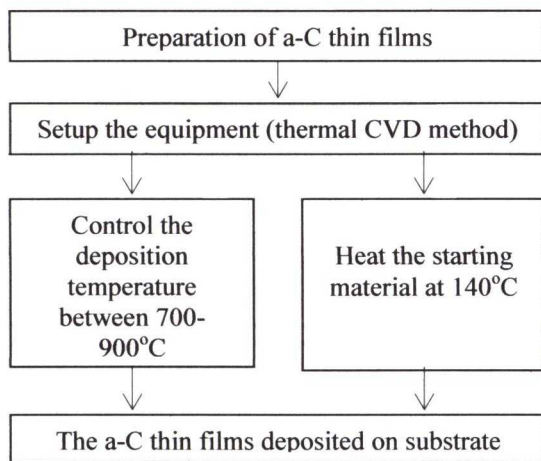 Preparation of a-C thin films
Setup the equipment (thermal CVD method)
Control the
deposition
temperature
between 700-
900°C
Heat the starting
material at 140°C
The a-C thin films deposited on substrate